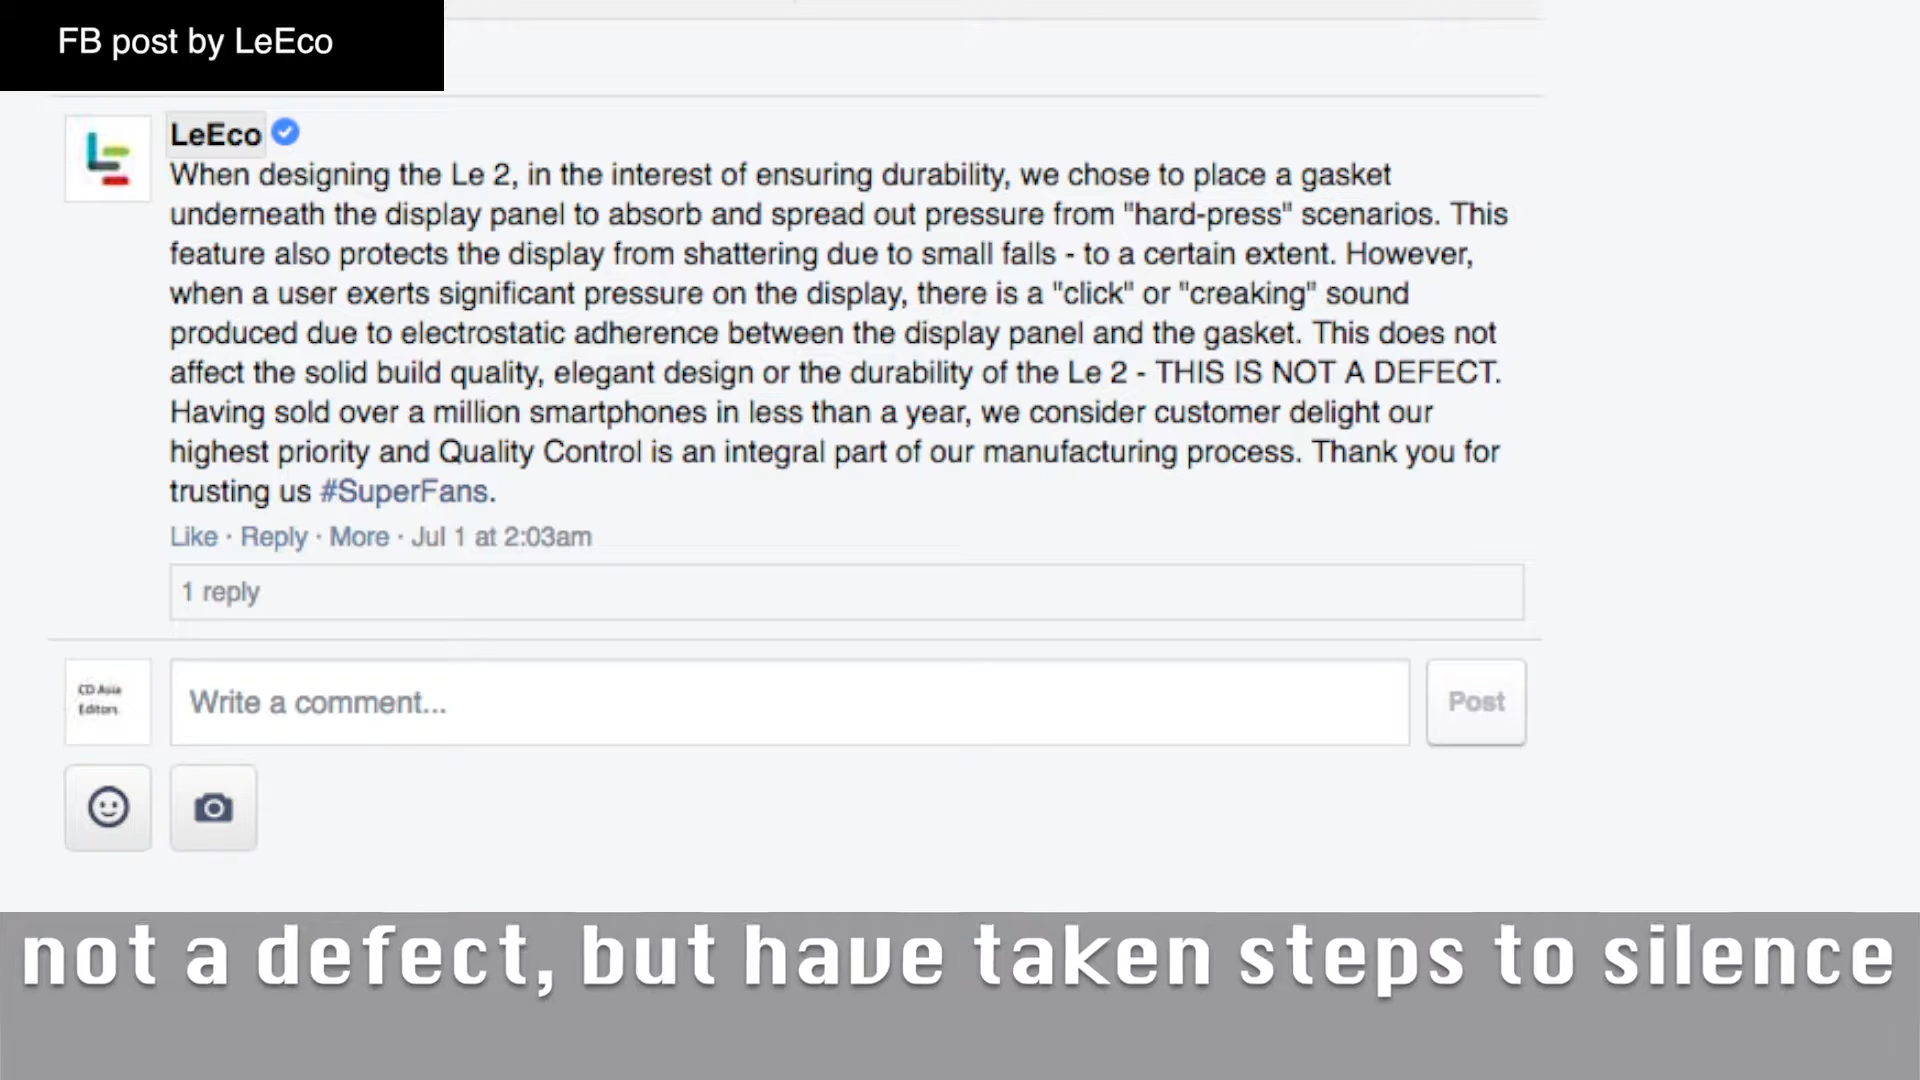 FB post by LeEco
LeEco
When designing the Le 2, in the interest of ensuring durability, we chose to place a gasket
underneath the display panel to absorb and spread out pressure from "hard-press" scenarios. This
feature also protects the display from shattering due to small falls - to a certain extent. However,
when a user exerts significant pressure on the display, there is a "click" or "creaking" sound
produced due to electrostatic adherence between the display panel and the gasket. This does not
affect the solid build quality, elegant design or the durability of the Le 2 - THIS IS NOT A DEFECT.
Having sold over a million smartphones in less than a year, we consider customer delight our
highest priority and Quality Control is an integral part of our manufacturing process. Thank you for
trusting us #SuperFans.
Like · Reply · More · Jul 1 at 2:03am
1 reply
CD Asia
Editors
Write a comment...
Post
not a defect, but have taken steps to silence